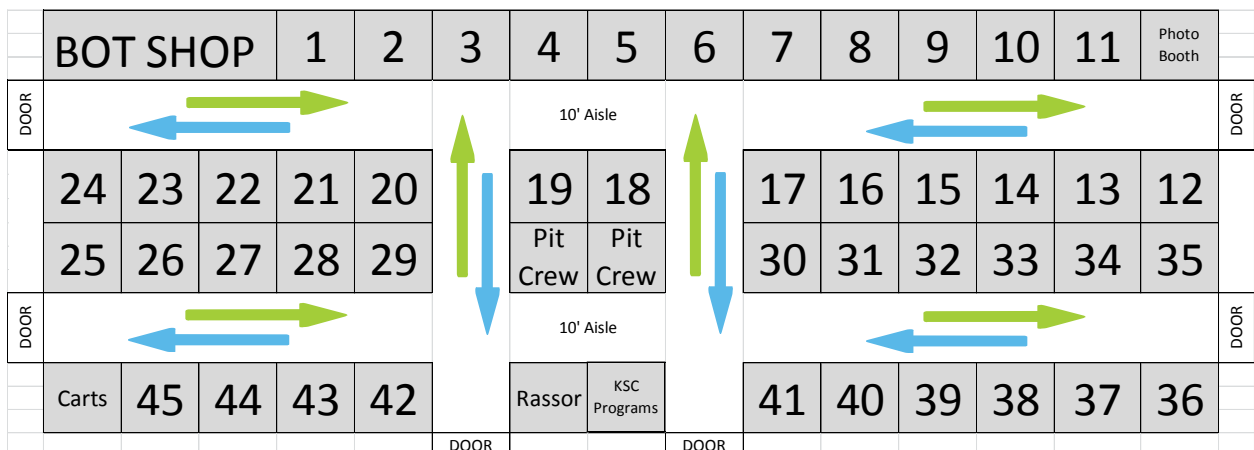 BOT SHOP 1 2 3 4 5 6 7 8 9 10 11 Photo
Booth
DOOR 10' Aisle DOOR
24 23 22 21 20 19 18 17 16 15 14 13 12
25 26 27 28 29 Pit
Crew Pit
Crew 30 31 32 33 34 35
DOOR 10' Aisle DOOR
Carts 45 44 43 42 Rassor KSC
Programs 41 40 39 38 37 36
DOOR DOOR